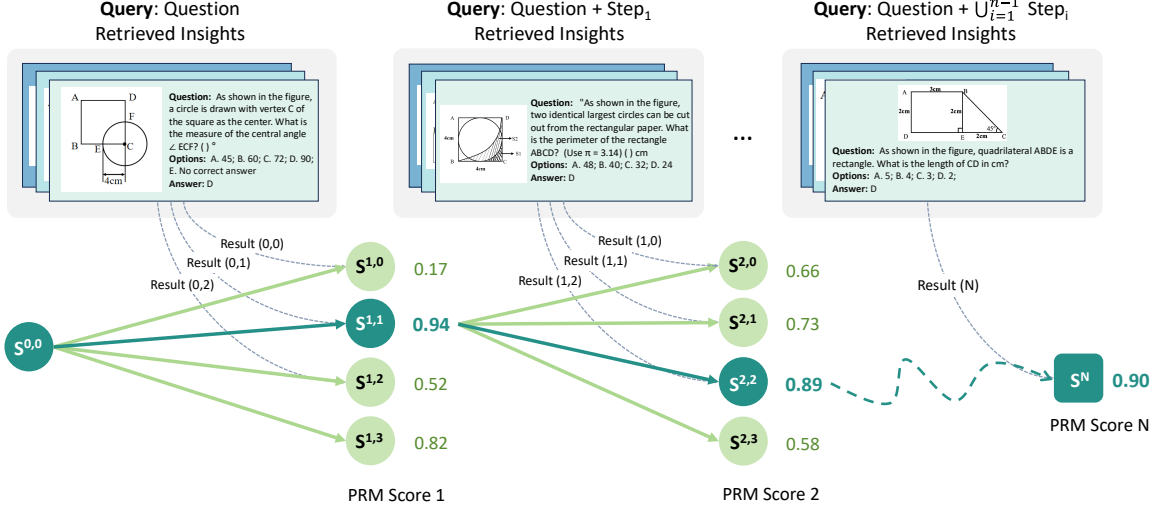 Query: Question
Retrieved Insights
Query: Question + Step₁
Retrieved Insights
Query: Question + ⋃ᵢ₌₁ⁿ⁻¹ Stepᵢ
Retrieved Insights
A
D
F
B
E
C
4cm
Question: As shown in the figure,
a circle is drawn with vertex C of
the square as the center. What is
the measure of the central angle
∠ ECF? ( ) °
Options: A. 45; B. 60; C. 72; D. 90;
E. No correct answer
Answer: D
A
D
4cm
S2
S1
B
C
4cm
Question: "As shown in the figure,
two identical largest circles can be cut
out from the rectangular paper. What
is the perimeter of the rectangle
ABCD? (Use π = 3.14) ( ) cm
Options: A. 48; B. 40; C. 32; D. 24
Answer: D
...
A
3cm
B
2cm
2cm
45°
D
E
2cm
C
Question: As shown in the figure, quadrilateral ABDE is a
rectangle. What is the length of CD in cm?
Options: A. 5; B. 4; C. 3; D. 2;
Answer: D
Result (0,0)
Result (0,1)
Result (0,2)
Result (1,0)
Result (1,1)
Result (1,2)
Result (N)
S⁰,⁰
S¹,⁰
0.17
S¹,¹
0.94
S¹,²
0.52
S¹,³
0.82
PRM Score 1
S²,⁰
0.66
S²,¹
0.73
S²,²
0.89
S²,³
0.58
PRM Score 2
Sᴺ
0.90
PRM Score N